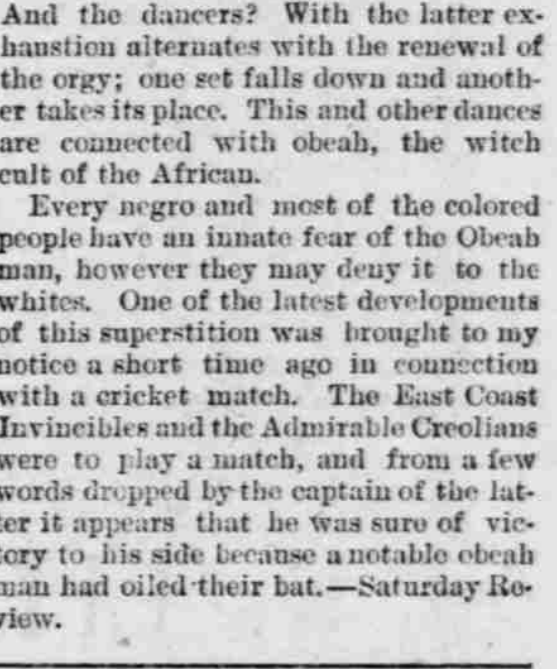 And the dancers? With the latter ex-
haustion alternates with the renewal of
the orgy; one set falls down and anoth-
er takes its place. This and other dances
are connected with obeah, the witch
cult of the African.
Every negro and most of the colored
people have an innate fear of the Obeah
man, however they may deny it to the
whites. One of the latest developments
of this superstition was brought to my
notice a short time ago in connection
with a cricket match. The East Coast
Invincibles and the Admirable Creolians
were to play a match, and from a few
words dropped by the captain of the lat-
ter it appears that he was sure of vic-
tory to his side because a notable obeah
man had oiled their bat.—Saturday Re-
view.